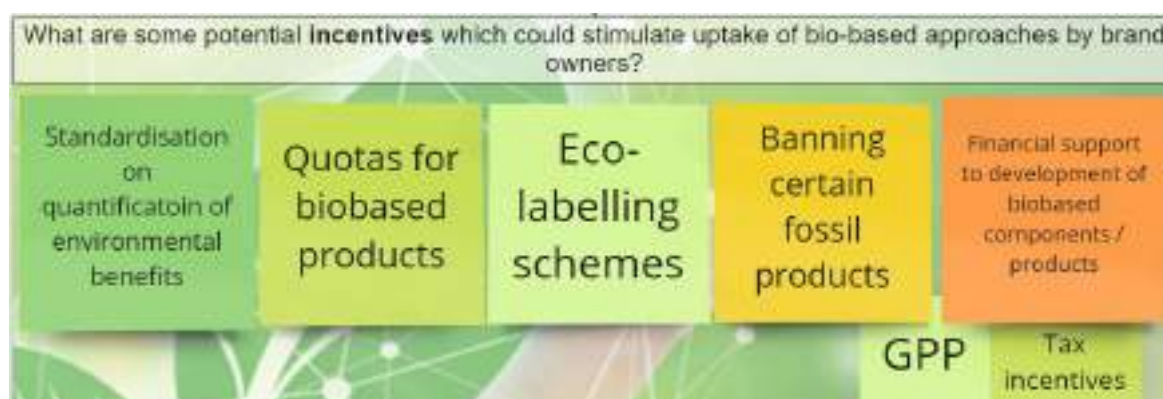 What are some potential incentives which could stimulate uptake of bio-based approaches by brand
owners?
Standardisation
on
quantificatoin of
environmental
benefits
Quotas for
biobased
products
Eco-
labelling
schemes
Banning
certain
fossil
products
Financial support
to development of
biobased
components /
products
GPP
Tax
incentives